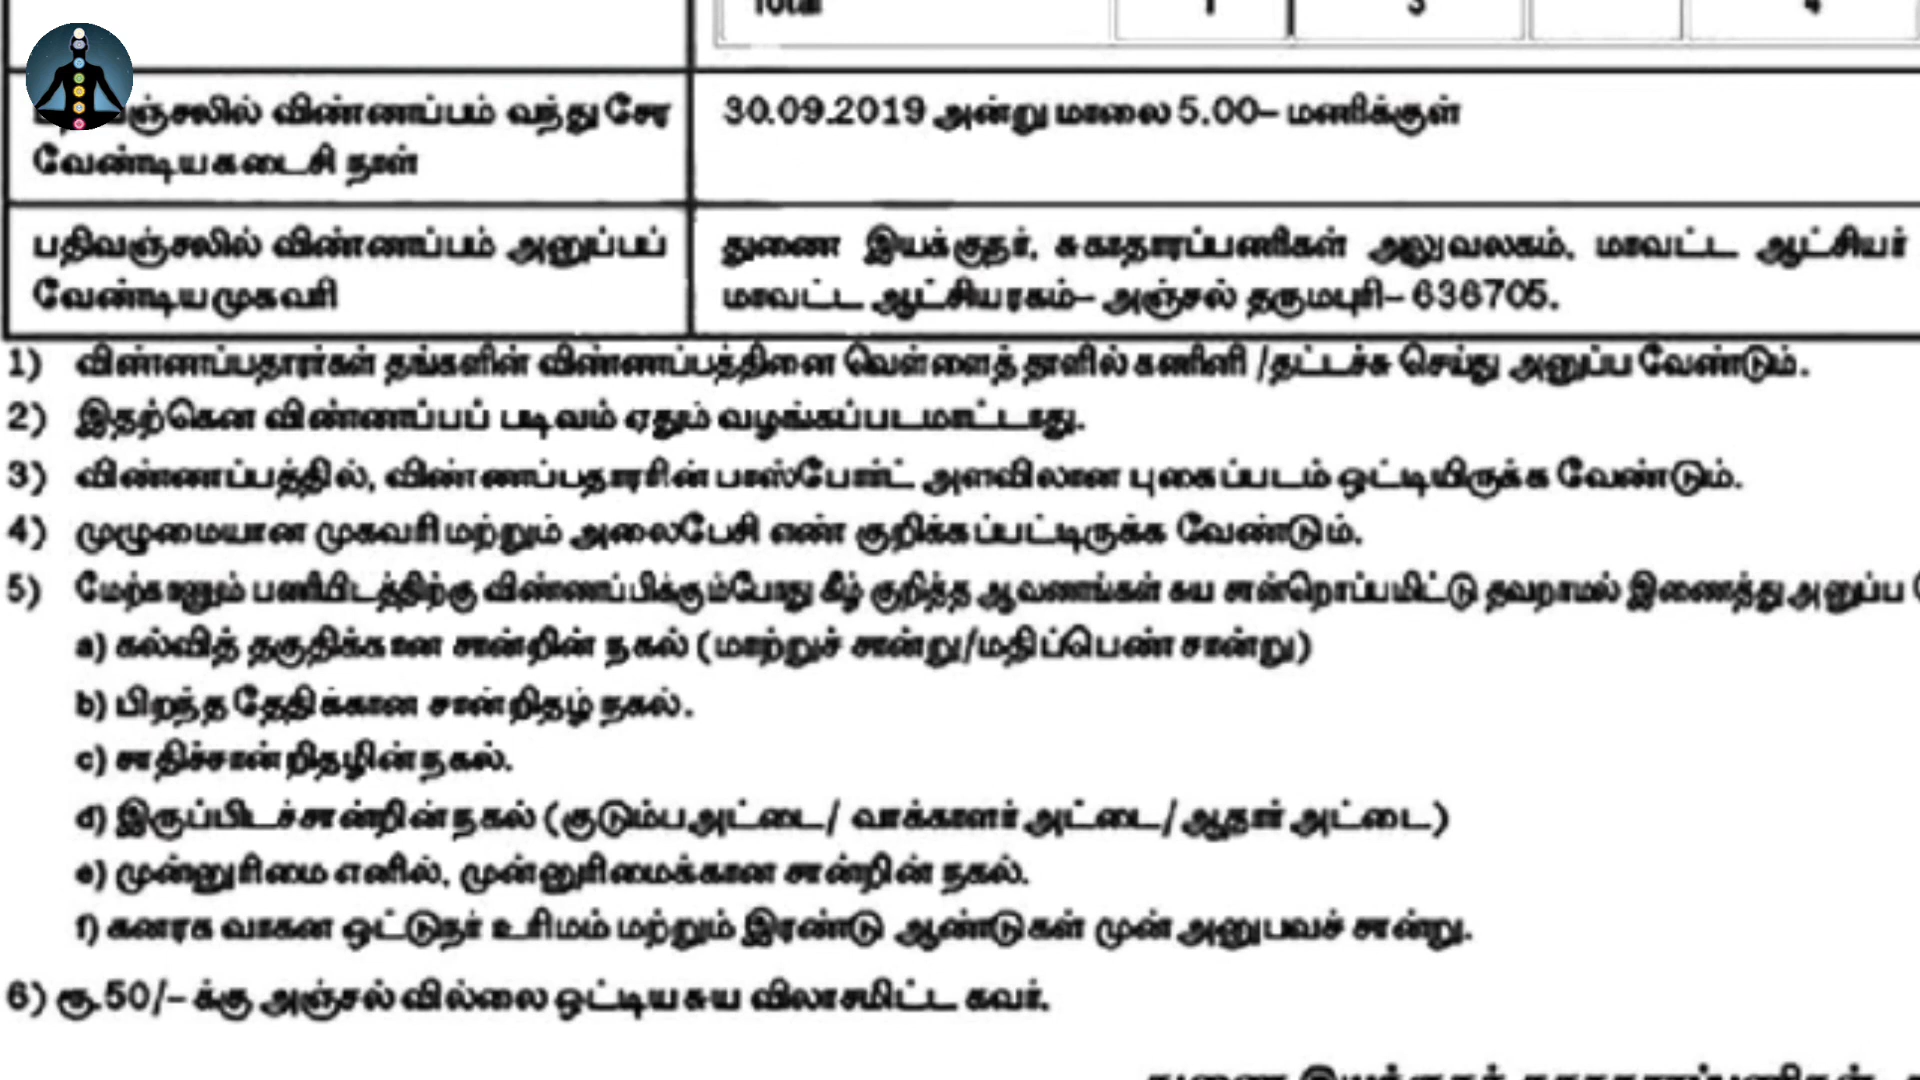 Total 1 3 4
விண்ணப்பம் வந்து சேர
வேண்டிய கடைசி நாள்
30.09.2019 அன்று மாலை 5.00– மணிக்குள்
பதிவஞ்சலில் விண்ணப்பம் அனுப்பப்
வேண்டிய முகவரி
துணை இயக்குநர், சுகாதாரப்பணிகள் அலுவலகம், மாவட்ட ஆட்சியர்
மாவட்ட ஆட்சியரகம்– அஞ்சல் தருமபுரி– 636705.
1) விண்ணப்பதாரர்கள் தங்களின் விண்ணப்பத்தினை வெள்ளைத் தாளில் கணினி /தட்டச்சு செய்து அனுப்ப வேண்டும்.
2) இதற்கென விண்ணப்பப் படிவம் ஏதும் வழங்கப்படமாட்டாது.
3) விண்ணப்பத்தில், விண்ணப்பதாரரின் பாஸ்போர்ட் அளவிலான புகைப்படம் ஒட்டியிருக்க வேண்டும்.
4) முழுமையான முகவரி மற்றும் அலைபேசி எண் குறிக்கப்பட்டிருக்க வேண்டும்.
5) மேற்காணும் பணியிடத்திற்கு விண்ணப்பிக்கும்போது கீழ் குறித்த ஆவணங்கள் சுய சான்றொப்பமிட்டு தவறாமல் இணைத்து அனுப்ப
a) கல்வித் தகுதிக்கான சான்றின் நகல் (மாற்றுச் சான்று/மதிப்பெண் சான்று)
b) பிறந்த தேதிக்கான சான்றிதழ் நகல்.
c) சாதிச்சான்றிதழின் நகல்.
d) இருப்பிடச்சான்றின் நகல் (குடும்ப அட்டை/ வாக்காளர் அட்டை/ ஆதார் அட்டை)
e) முன்னுரிமை எனில், முன்னுரிமைக்கான சான்றின் நகல்.
f) கனரக வாகன ஓட்டுநர் உரிமம் மற்றும் இரண்டு ஆண்டுகள் முன் அனுபவச் சான்று.
6) ரூ.50/– க்கு அஞ்சல் வில்லை ஒட்டிய சுய விலாசமிட்ட கவர்.